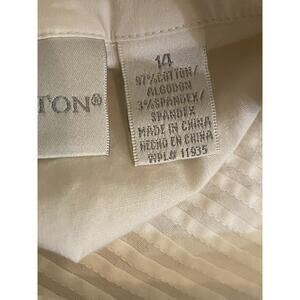 TON®
14
97% COTTON/
ALGODON
3% SPANDEX/
SPANDEX
MADE IN CHINA
HECHO EN CHINA
WPL# 11935